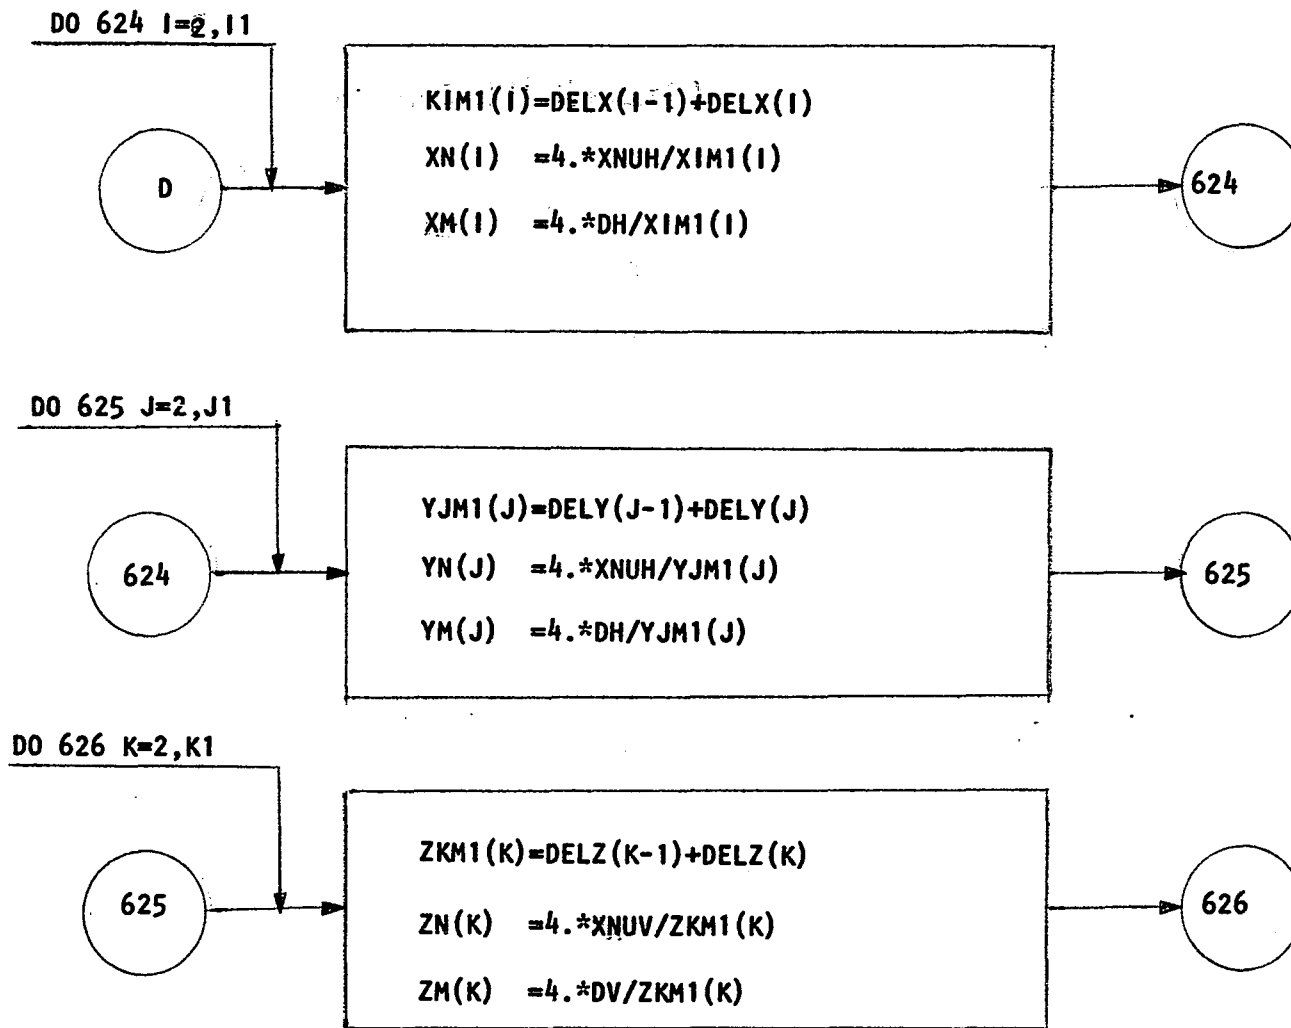 DO 624 I=2,I1
KIM1(I)=DELX(I-1)+DELX(I)
XN(I) =4.*XNUH/XIM1(I)
XM(I) =4.*DH/XIM1(I)
D
624
DO 625 J=2,J1
YJM1(J)=DELY(J-1)+DELY(J)
YN(J) =4.*XNUH/YJM1(J)
YM(J) =4.*DH/YJM1(J)
624
625
DO 626 K=2,K1
ZKM1(K)=DELZ(K-1)+DELZ(K)
ZN(K) =4.*XNUV/ZKM1(K)
ZM(K) =4.*DV/ZKM1(K)
625
626